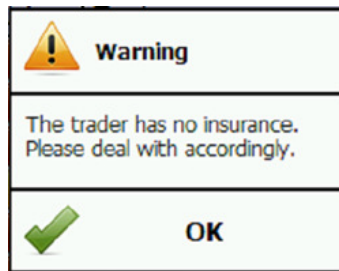 Warning
The trader has no insurance.
Please deal with accordingly.
OK